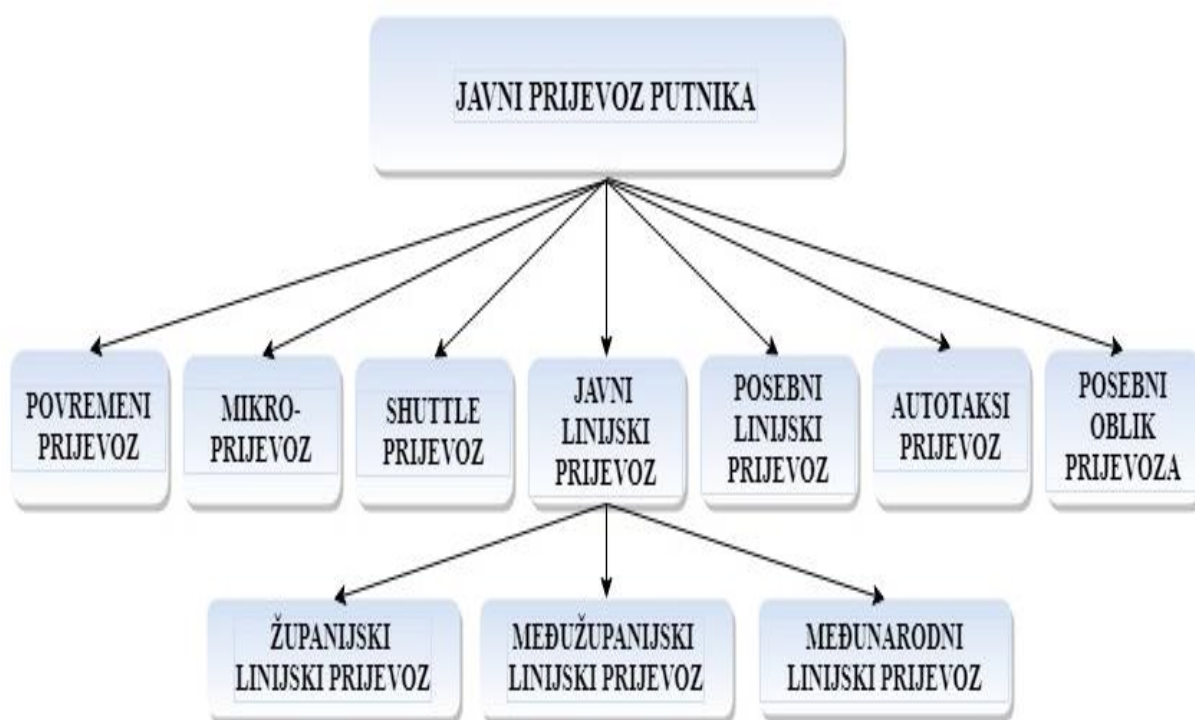 JAVNI PRIJEVOZ PUTNIKA
POVREMENI
PRIJEVOZ
MIKRO-
PRIJEVOZ
SHUTTLE
PRIJEVOZ
JAVNI
LINIJSKI
PRIJEVOZ
POSEBNI
LINIJSKI
PRIJEVOZ
AUTOTAKSI
PRIJEVOZ
POSEBNI
OBLIK
PRIJEVOZA
ŽUPANIJSKI
LINIJSKI PRIJEVOZ
MEĐUŽUPANIJSKI
LINIJSKI PRIJEVOZ
MEĐUNARODNI
LINIJSKI PRIJEVOZ